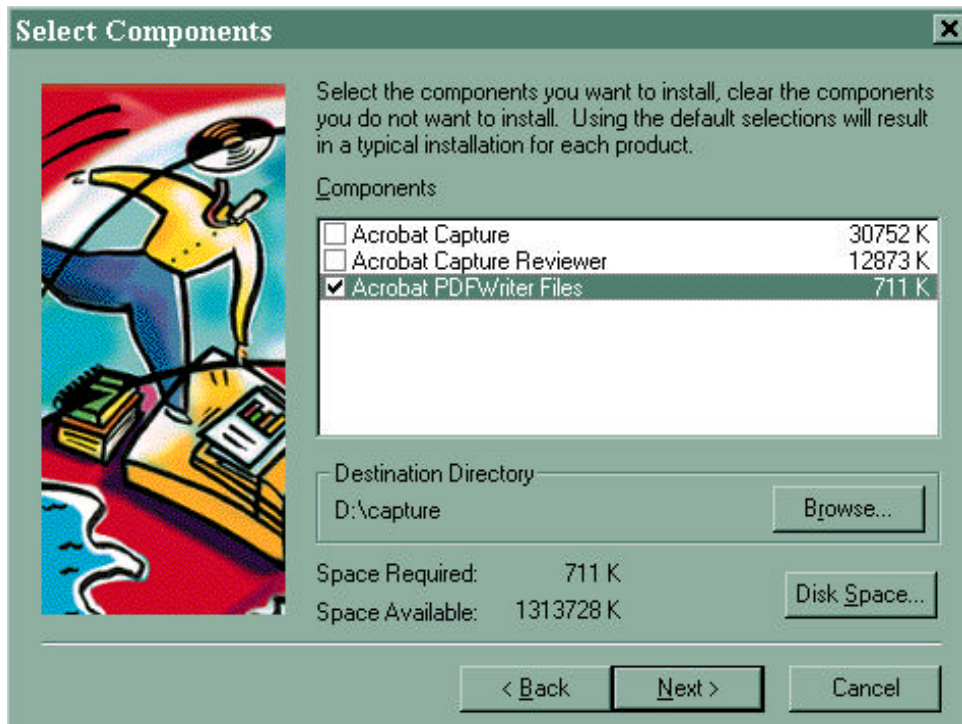 Select Components
Select the components you want to install, clear the components
you do not want to install.  Using the default selections will result
in a typical installation for each product.
Components
Acrobat Capture 30752 K
Acrobat Capture Reviewer 12873 K
Acrobat PDFWriter Files 711 K
Destination Directory
D:\capture Browse...
Space Required: 711 K
Space Available: 1313728 K Disk Space...
< Back Next > Cancel